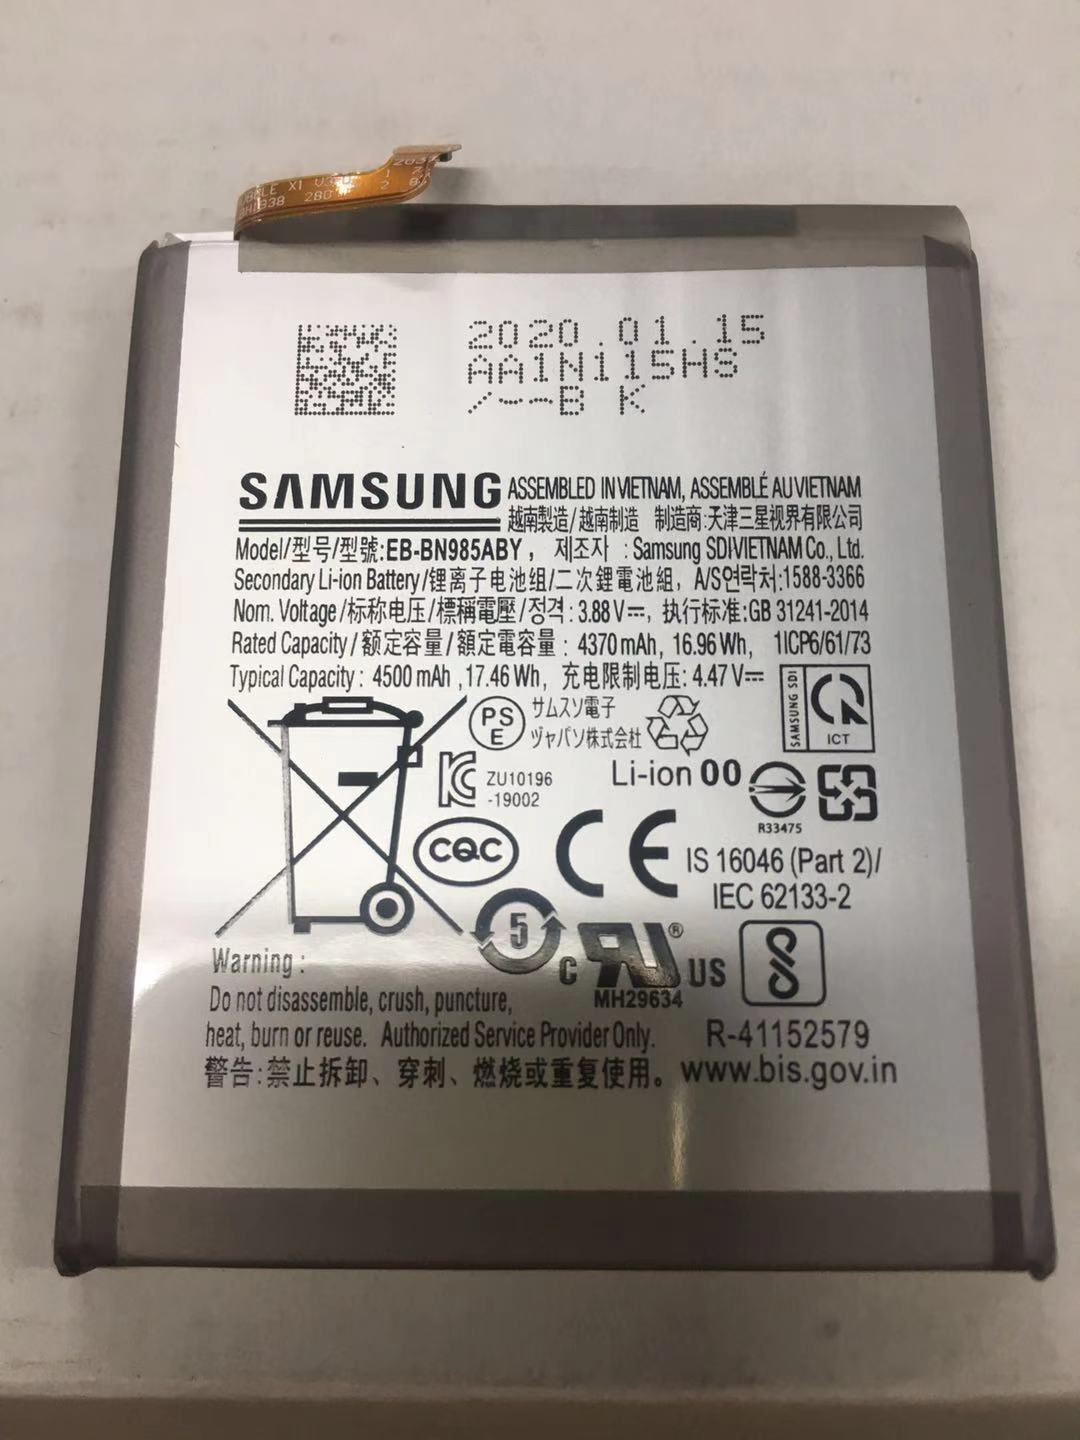 2020.01.15
AA1N115HS
/--B K
SAMSUNG ASSEMBLED IN VIETNAM, ASSEMBLÉ AU VIETNAM
越南製造/越南制造 制造商:天津三星视界有限公司
Model/型号/型號:EB-BN985ABY, 제조자 : Samsung SDIVIETNAM Co., Ltd.
Secondary Li-ion Battery/锂离子电池组/二次鋰電池組, A/S연락처:1588-3366
Nom. Voltage/标称电压/標稱電壓/정격: 3.88 V⎓, 执行标准:GB 31241-2014
Rated Capacity/额定容量/額定電容量: 4370 mAh, 16.96 Wh, 1ICP6/61/73
Typical Capacity: 4500 mAh ,17.46 Wh, 充电限制电压: 4.47 V⎓
PS
E
サムスソ電子
ヅャパソ株式会社
SAMSUNG SDI
ICT
ZU10196
-19002
Li-ion 00
R33475
CQC
CE
IS 16046 (Part 2)/
IEC 62133-2
5
c RU ® US
MH29634
Warning :
Do not disassemble, crush, puncture,
heat, burn or reuse. Authorized Service Provider Only.
R-41152579
警告:禁止拆卸、穿刺、燃烧或重复使用。 www.bis.gov.in